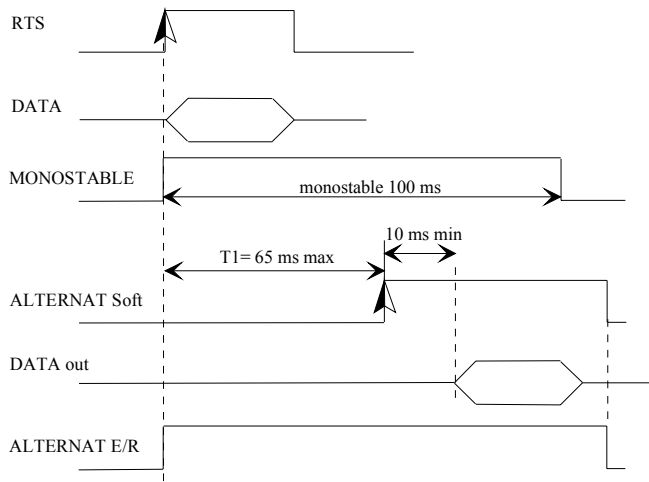 RTS
DATA
MONOSTABLE
monostable 100 ms
10 ms min
T1= 65 ms max
ALTERNAT Soft
DATA out
ALTERNAT E/R